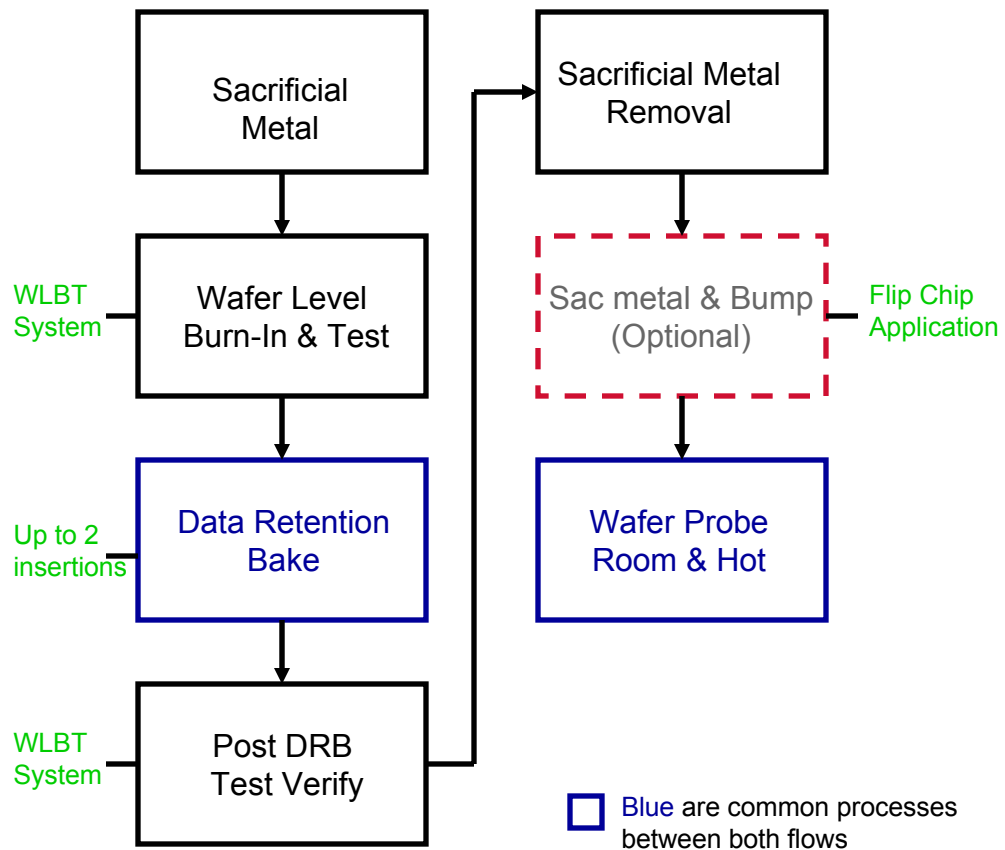 Sacrificial
Metal
WLBT
System
Wafer Level
Burn-In & Test
Up to 2
insertions
Data Retention
Bake
WLBT
System
Post DRB
Test Verify
Sacrificial Metal
Removal
Sac metal & Bump
(Optional)
Flip Chip
Application
Wafer Probe
Room & Hot
Blue are common processes
between both flows